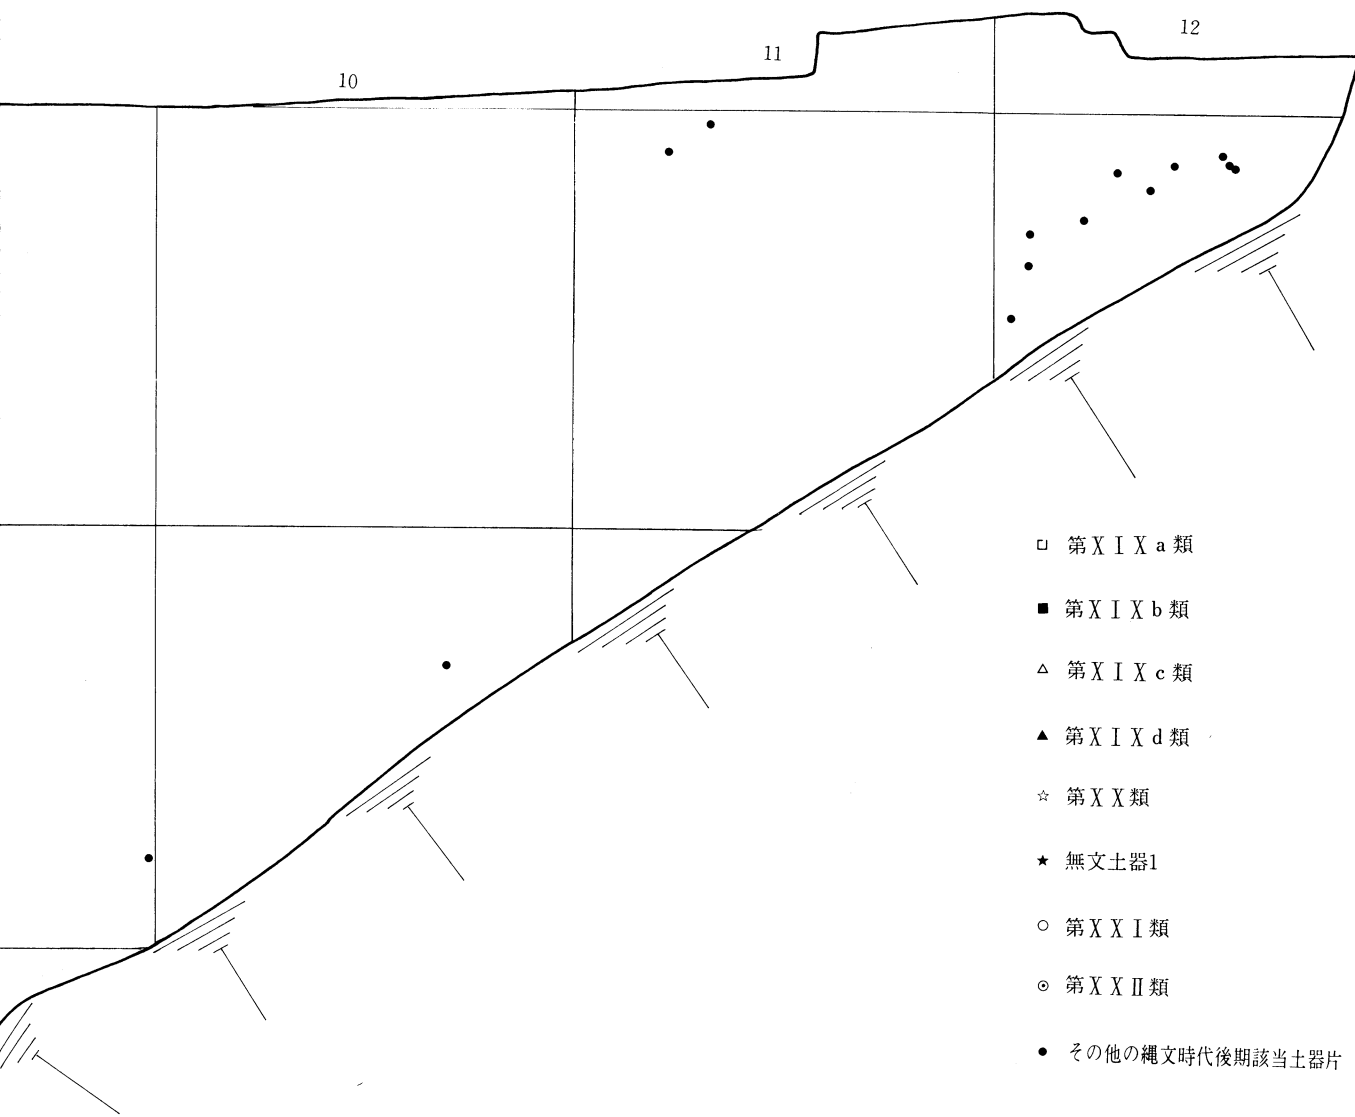 10
11
12
□ 第ⅩⅠⅩa類
■ 第ⅩⅠⅩb類
△ 第ⅩⅠⅩc類
▲ 第ⅩⅠⅩd類
☆ 第ⅩⅩ類
★ 無文土器1
○ 第ⅩⅩⅠ類
⊙ 第ⅩⅩⅡ類
● その他の縄文時代後期該当土器片